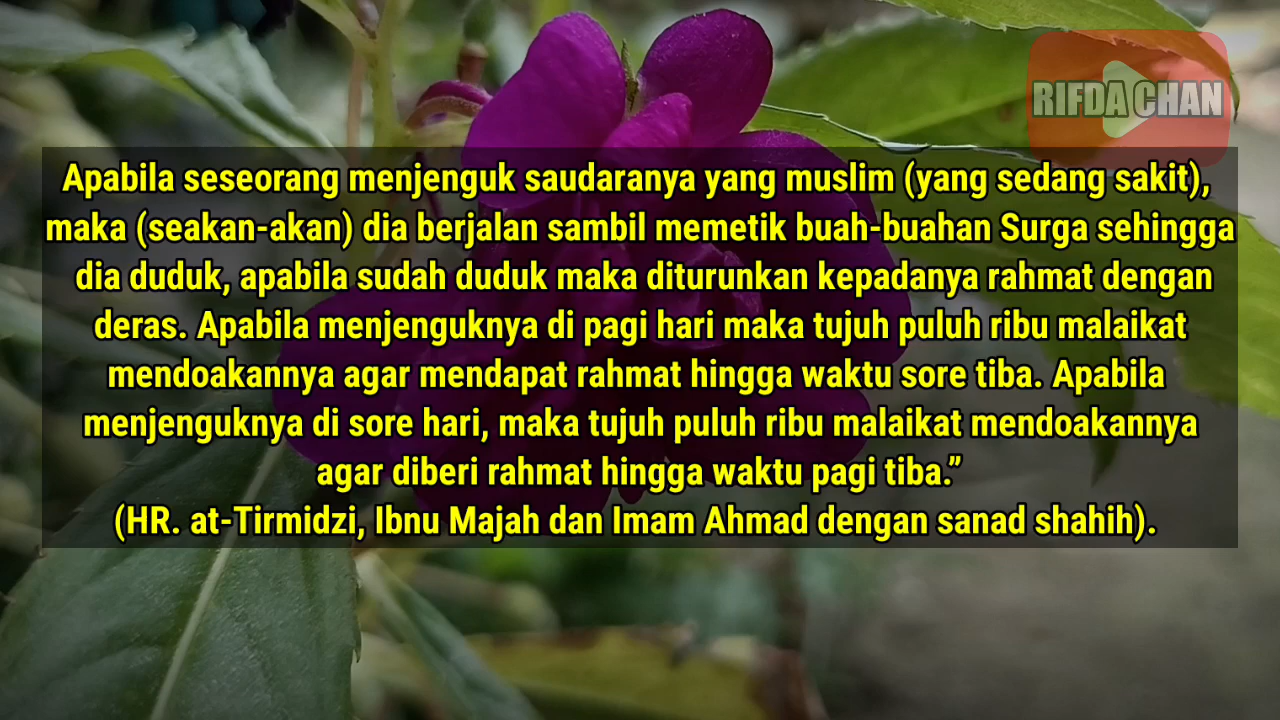 RIFDA CHAN
Apabila seseorang menjenguk saudaranya yang muslim (yang sedang sakit),
maka (seakan-akan) dia berjalan sambil memetik buah-buahan Surga sehingga
dia duduk, apabila sudah duduk maka diturunkan kepadanya rahmat dengan
deras. Apabila menjenguknya di pagi hari maka tujuh puluh ribu malaikat
mendoakannya agar mendapat rahmat hingga waktu sore tiba. Apabila
menjenguknya di sore hari, maka tujuh puluh ribu malaikat mendoakannya
agar diberi rahmat hingga waktu pagi tiba.”
(HR. at-Tirmidzi, Ibnu Majah dan Imam Ahmad dengan sanad shahih).